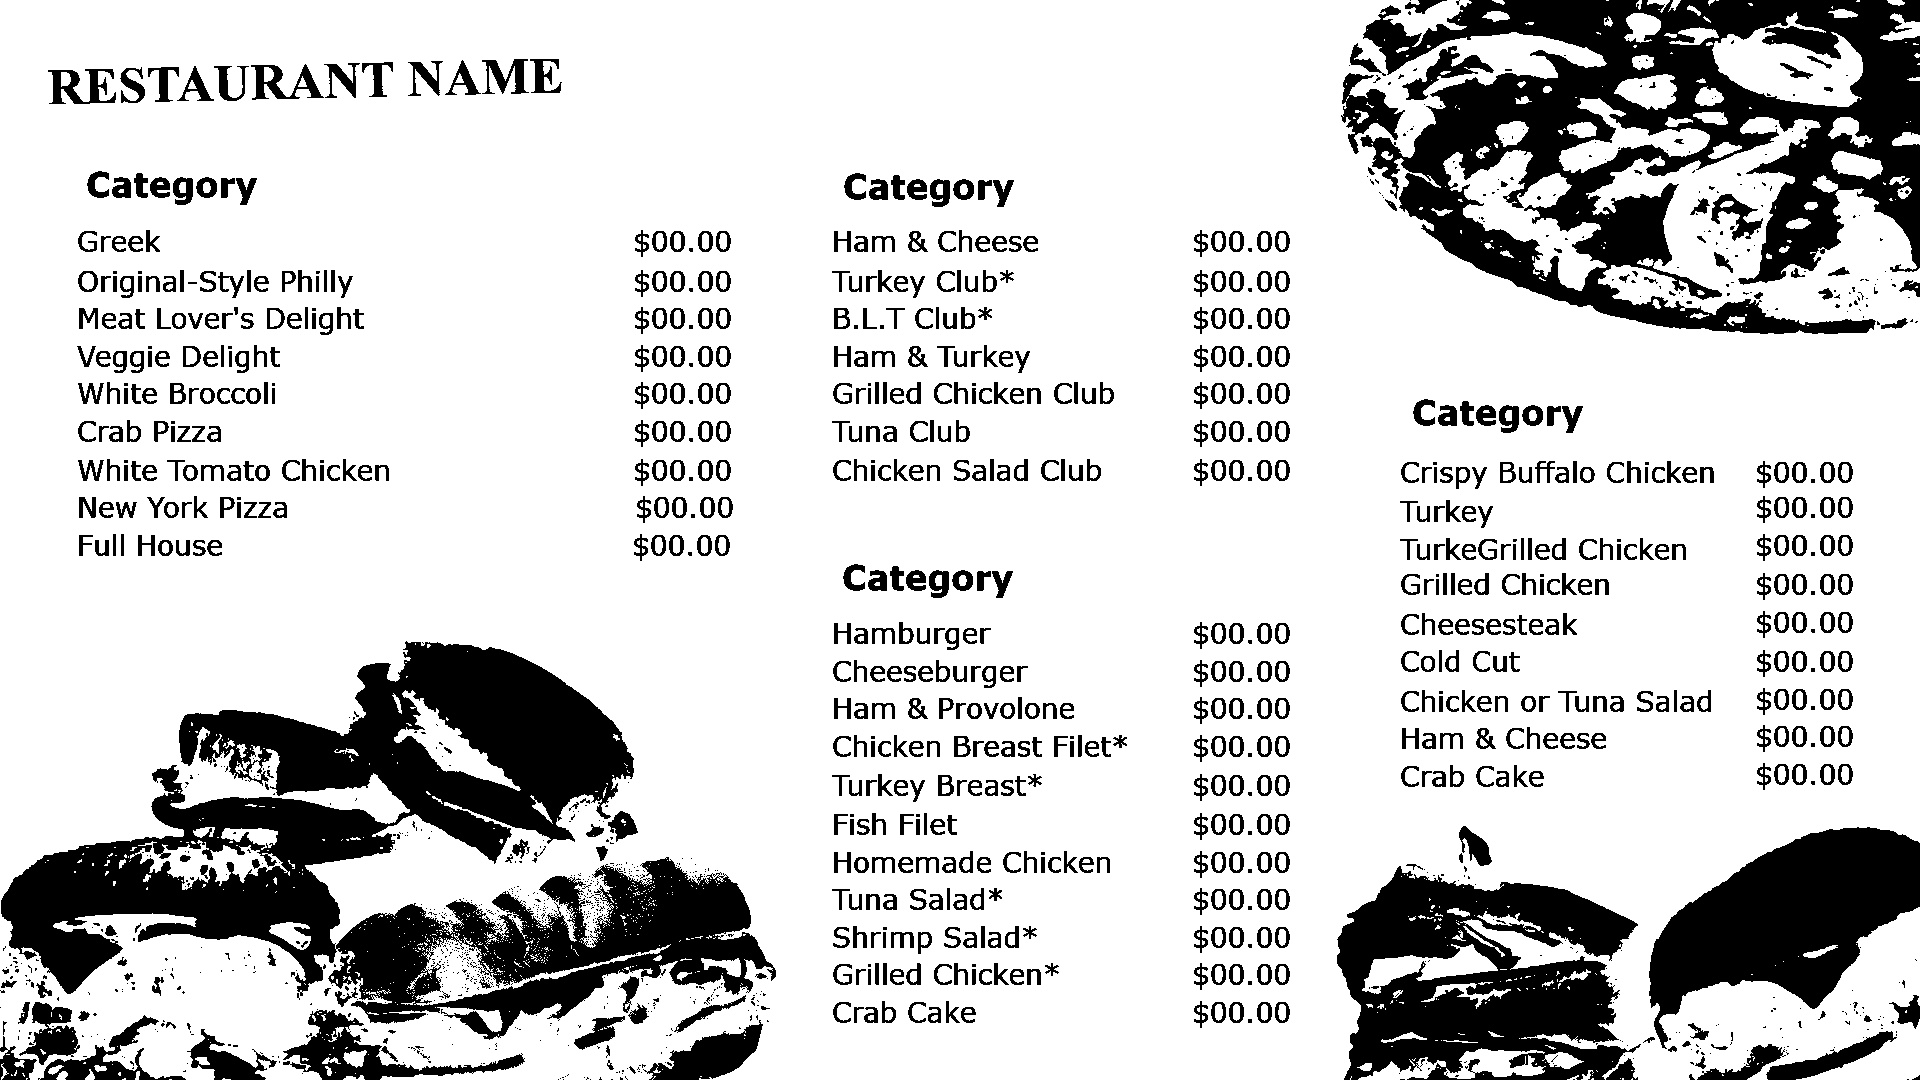 RESTAURANT NAME
Category
Greek $00.00
Original-Style Philly $00.00
Meat Lover's Delight $00.00
Veggie Delight $00.00
White Broccoli $00.00
Crab Pizza $00.00
White Tomato Chicken $00.00
New York Pizza $00.00
Full House $00.00
Category
Ham & Cheese $00.00
Turkey Club* $00.00
B.L.T Club* $00.00
Ham & Turkey $00.00
Grilled Chicken Club $00.00
Tuna Club $00.00
Chicken Salad Club $00.00
Category
Hamburger $00.00
Cheeseburger $00.00
Ham & Provolone $00.00
Chicken Breast Filet* $00.00
Turkey Breast* $00.00
Fish Filet $00.00
Homemade Chicken $00.00
Tuna Salad* $00.00
Shrimp Salad* $00.00
Grilled Chicken* $00.00
Crab Cake $00.00
Category
Crispy Buffalo Chicken $00.00
Turkey $00.00
TurkeGrilled Chicken $00.00
Grilled Chicken $00.00
Cheesesteak $00.00
Cold Cut $00.00
Chicken or Tuna Salad $00.00
Ham & Cheese $00.00
Crab Cake $00.00